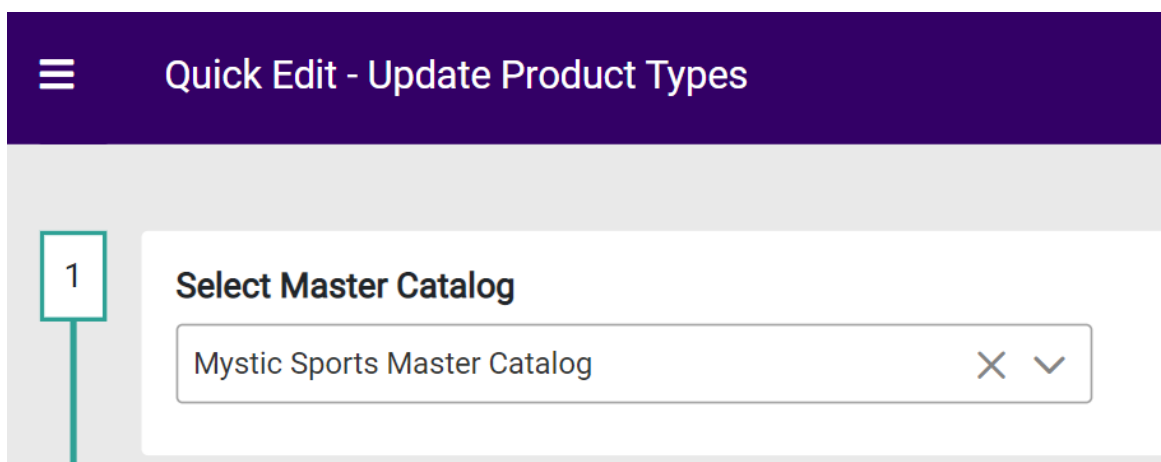 Quick Edit - Update Product Types
1
Select Master Catalog
Mystic Sports Master Catalog